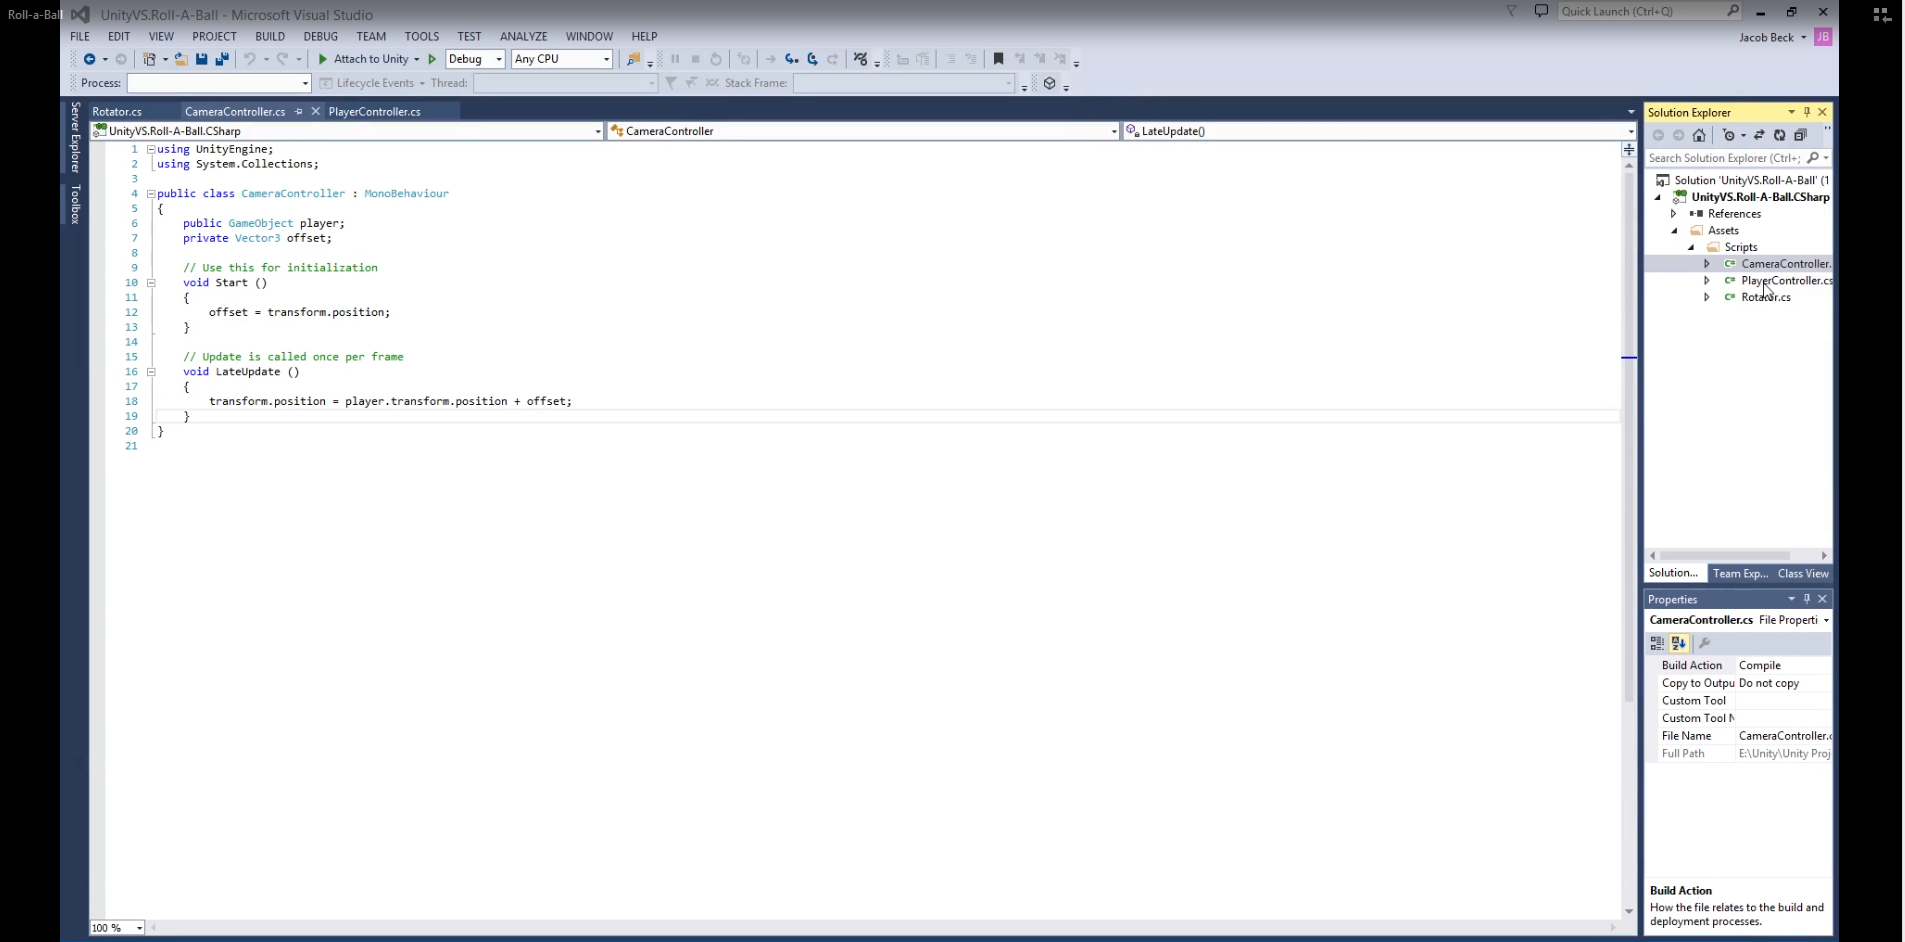 Roll-a-Ball
UnityVS.Roll-A-Ball - Microsoft Visual Studio
Quick Launch (Ctrl+Q)
FILE EDIT VIEW PROJECT BUILD DEBUG TEAM TOOLS TEST ANALYZE WINDOW HELP
Jacob Beck JB
Attach to Unity Debug Any CPU
Process: Lifecycle Events Thread: Stack Frame:
Server Explorer
Toolbox
Rotator.cs CameraController.cs PlayerController.cs
UnityVS.Roll-A-Ball.CSharp CameraController LateUpdate()
1 using UnityEngine;
2 using System.Collections;
3
4 public class CameraController : MonoBehaviour
5 {
6 public GameObject player;
7 private Vector3 offset;
8
9 // Use this for initialization
10 void Start ()
11 {
12 offset = transform.position;
13 }
14
15 // Update is called once per frame
16 void LateUpdate ()
17 {
18 transform.position = player.transform.position + offset;
19 }
20 }
21
100 %
Solution Explorer
Search Solution Explorer (Ctrl+;
Solution 'UnityVS.Roll-A-Ball' (1
UnityVS.Roll-A-Ball.CSharp
References
Assets
Scripts
C# CameraController.
C# PlayerController.cs
C# Rotator.cs
Solution... Team Exp... Class View
Properties
CameraController.cs File Properti
Build Action Compile
Copy to Outpu Do not copy
Custom Tool
Custom Tool N
File Name CameraController.c
Full Path E:\Unity\Unity Proj
Build Action
How the file relates to the build and
deployment processes.